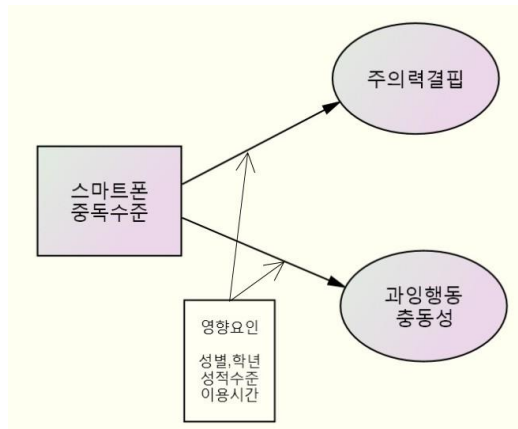 주의력결핍
스마트폰
중독수준
과잉행동
충동성
영향요인
성별,학년
성적수준
이용시간